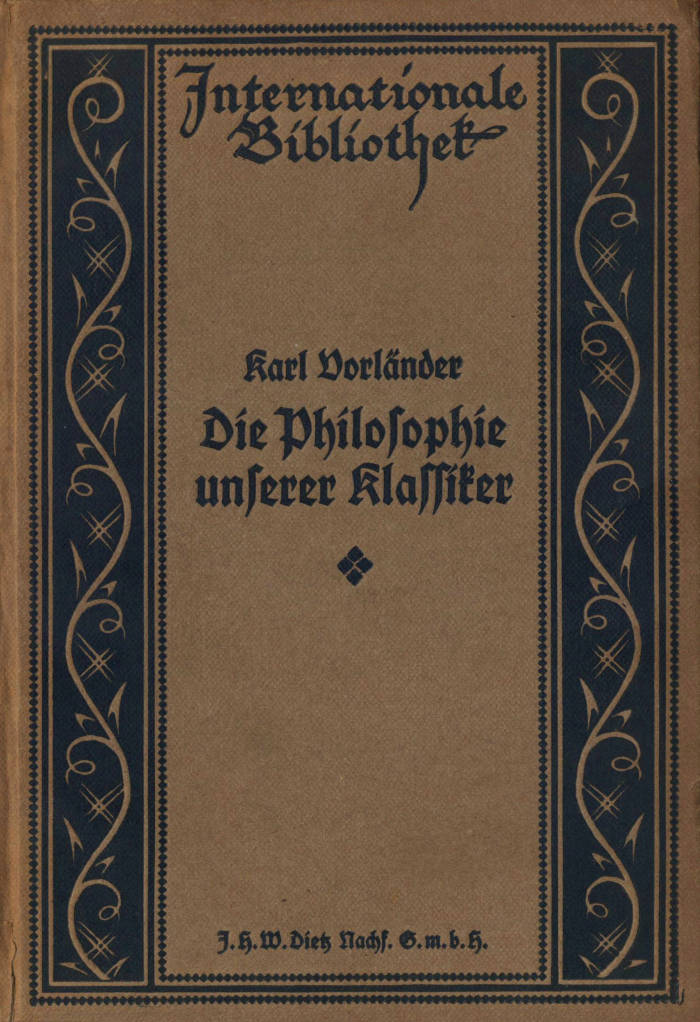 Internationale
Bibliothek
Karl Vorländer
Die Philoſophie
unſerer Klaſſiker
J. H. W. Dietz Nachf. G. m. b. H.